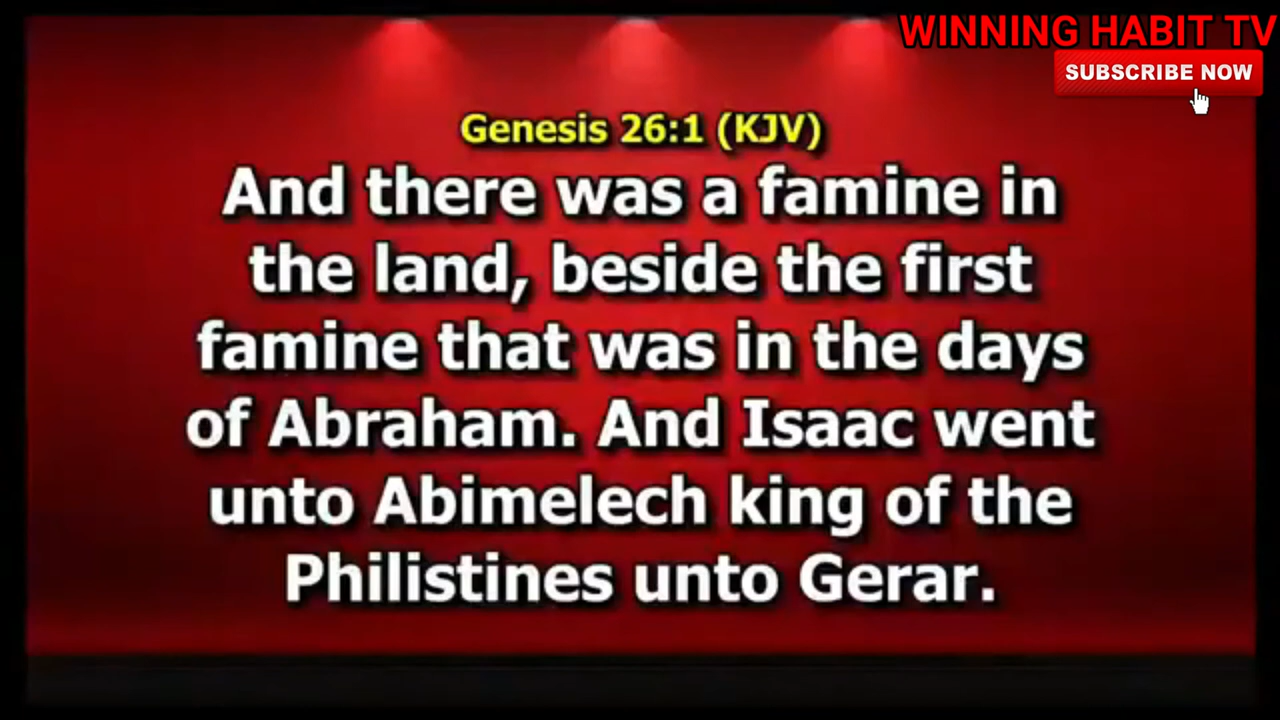 WINNING HABIT TV
SUBSCRIBE NOW
Genesis 26:1 (KJV)
And there was a famine in
the land, beside the first
famine that was in the days
of Abraham. And Isaac went
unto Abimelech king of the
Philistines unto Gerar.